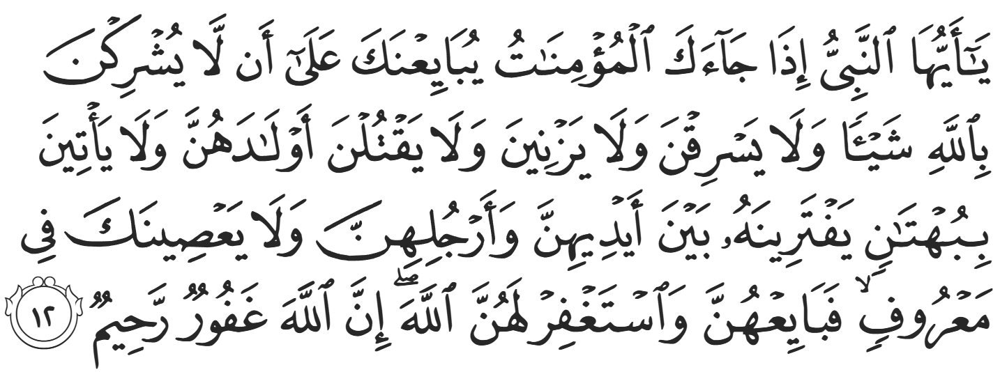 يَـٰٓأَيُّهَا ٱلنَّبِىُّ إِذَا جَآءَكَ ٱلْمُؤْمِنَـٰتُ يُبَايِعْنَكَ عَلَىٰٓ أَن لَّا يُشْرِكْنَ
بِٱللَّهِ شَيْـًٔا وَلَا يَسْرِقْنَ وَلَا يَزْنِينَ وَلَا يَقْتُلْنَ أَوْلَـٰدَهُنَّ وَلَا يَأْتِينَ
بِبُهْتَـٰنٍ يَفْتَرِينَهُۥ بَيْنَ أَيْدِيهِنَّ وَأَرْجُلِهِنَّ وَلَا يَعْصِينَكَ فِى
مَعْرُوفٍ ۙ فَبَايِعْهُنَّ وَٱسْتَغْفِرْ لَهُنَّ ٱللَّهَ ۖ إِنَّ ٱللَّهَ غَفُورٌ رَّحِيمٌ ١٢